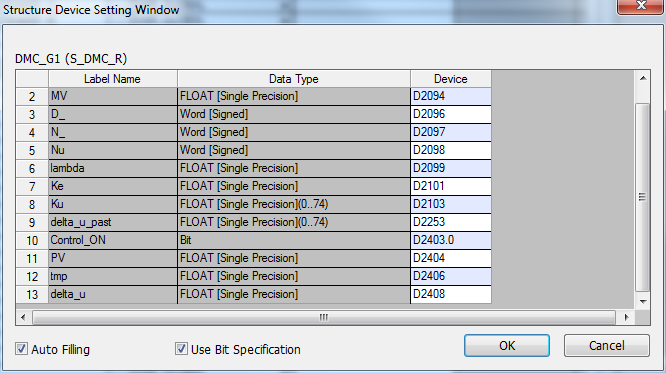 Structure Device Setting Window
DMC_G1 (S_DMC_R)
Label Name Data Type Device
2 MV FLOAT [Single Precision] D2094
3 D_ Word [Signed] D2096
4 N_ Word [Signed] D2097
5 Nu Word [Signed] D2098
6 lambda FLOAT [Single Precision] D2099
7 Ke FLOAT [Single Precision] D2101
8 Ku FLOAT [Single Precision](0..74) D2103
9 delta_u_past FLOAT [Single Precision](0..74) D2253
10 Control_ON Bit D2403.0
11 PV FLOAT [Single Precision] D2404
12 tmp FLOAT [Single Precision] D2406
13 delta_u FLOAT [Single Precision] D2408
Auto Filling Use Bit Specification OK Cancel